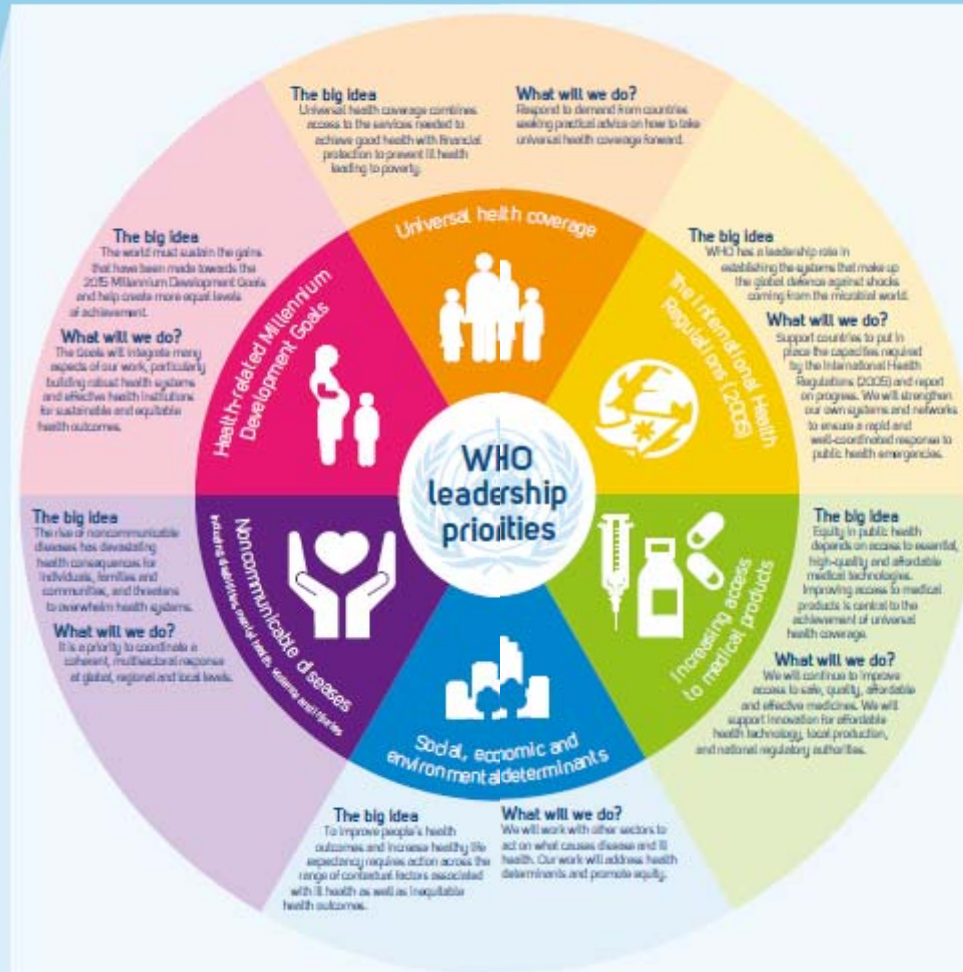 The big idea
Universal health coverage combines
access to the services needed to
achieve good health with financial
protection to prevent ill health
leading to poverty.
What will we do?
Respond to demand from countries
seeking practical advice on how to take
universal health coverage forward.
Universal helth coverage
The big idea
WHO has a leadership role in
establishing the systems that make up
the global defence against shocks
coming from the microbial world.
What will we do?
Support countries to put in
place the capacities required
by the International Health
Regulations (2005) and report
on progress. We will strengthen
our own systems and networks
to ensure a rapid and
well-coordinated response to
public health emergencies.
The International Health
Regulations (2005)
The big idea
Equity in public health
depends on access to essential,
high-quality and affordable
medical technologies.
Improving access to medical
products is central to the
achievement of universal
health coverage.
What will we do?
We will continue to improve
access to safe, quality, affordable
and effective medicines. We will
support innovation for affordable
health technology, local production,
and national regulatory authorities.
Increasing access
to medical products
Social, economic and
environmental determinants
The big idea
To improve people's health
outcomes and increase healthy life
expectancy requires action across the
range of contextual factors associated
with ill health as well as inequitable
health outcomes.
What will we do?
We will work with other sectors to
act on what causes disease and ill
health. Our work will address health
determinants and promote equity.
The big idea
The rise of noncommunicable
diseases has devastating
health consequences for
individuals, families and
communities, and threatens
to overwhelm health systems.
What will we do?
It is a priority to coordinate a
coherent, multisectoral response
at global, regional and local levels.
Noncommunicable diseases
including disabilities, mental health, violence and injuries
The big idea
The world must sustain the gains
that have been made towards the
2015 Millennium Development Goals
and help create more equal levels
of achievement.
What will we do?
The Goals will integrate many
aspects of our work, particularly
building robust health systems
and effective health institutions
for sustainable and equitable
health outcomes.
Health-related Millennium
Development Goals
WHO
leadership
priorities